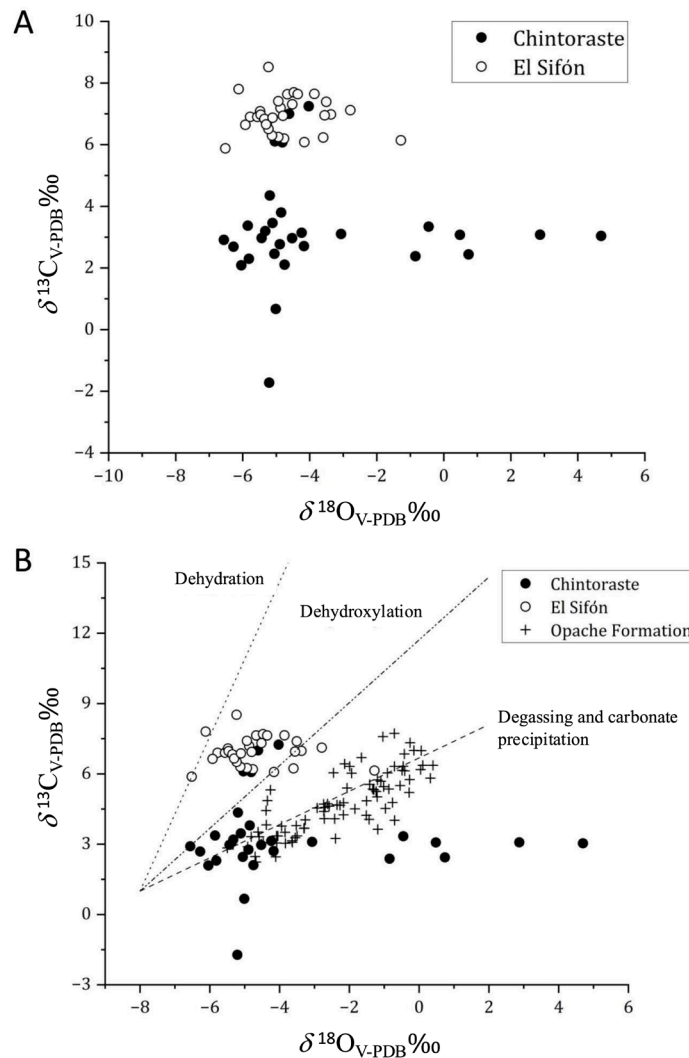 A
Chintoraste
El Sifón
10
8
6
4
2
0
−2
−4
−10
−8
−6
−4
−2
0
2
4
6
δ13CV-PDB‰
δ18OV-PDB‰
B
Dehydration
Dehydroxylation
Degassing and carbonate
precipitation
Chintoraste
El Sifón
Opache Formation
15
12
9
6
3
0
−3
−8
−6
−4
−2
0
2
4
6
δ13CV-PDB‰
δ18OV-PDB‰